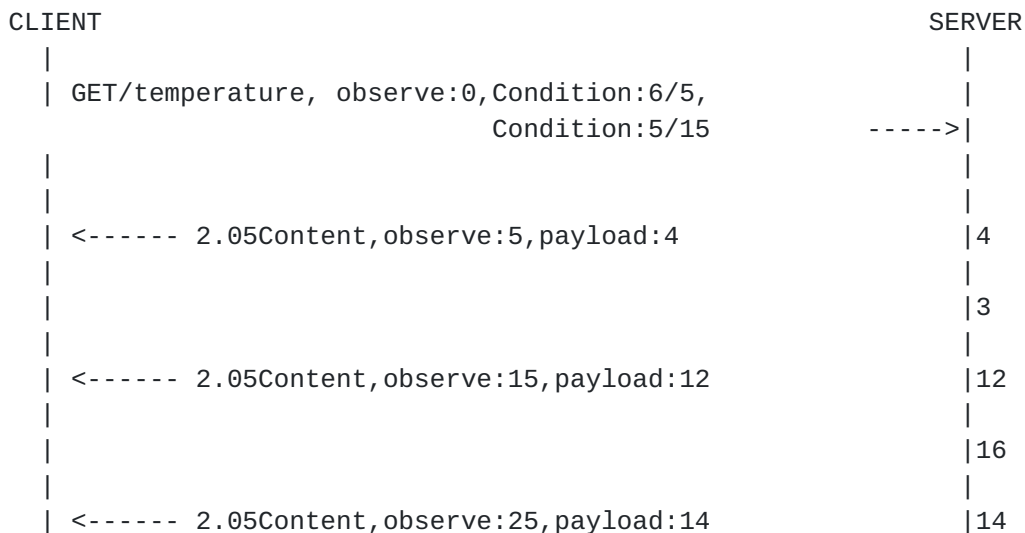 CLIENT SERVER
| |
| GET/temperature, observe:0,Condition:6/5, |
Condition:5/15 ----->|
| |
| |
| <------ 2.05Content,observe:5,payload:4 |4
| |
| |3
| |
| <------ 2.05Content,observe:15,payload:12 |12
| |
| |16
| |
| <------ 2.05Content,observe:25,payload:14 |14